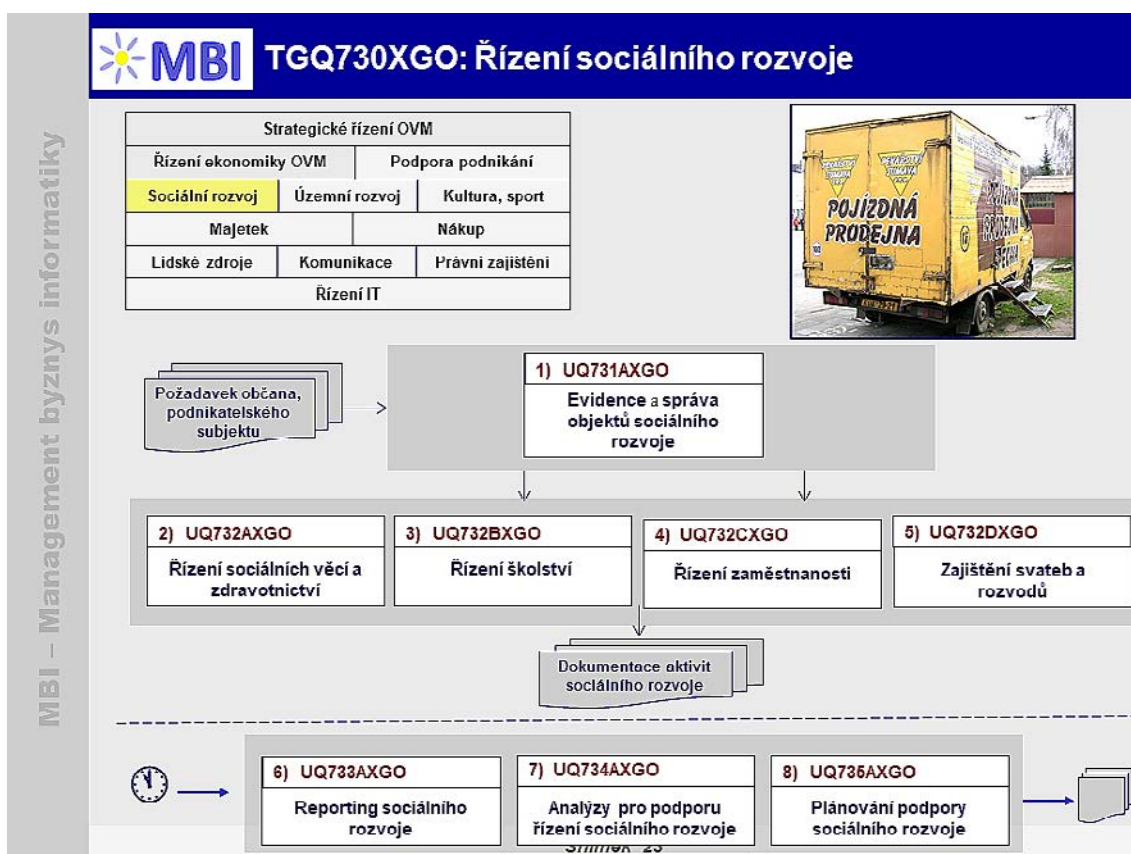 MBI
TGQ730XGO: Řízení sociálního rozvoje
MBI – Management byznys informatiky
Strategické řízení OVM
Řízení ekonomiky OVM
Podpora podnikání
Sociální rozvoj
Územní rozvoj
Kultura, sport
Majetek
Nákup
Lidské zdroje
Komunikace
Právní zajištění
Řízení IT
POJÍZDNÁ
PRODEJNA
POJÍZDNÁ
PRODEJNA
Požadavek občana,
podnikatelského
subjektu
1) UQ731AXGO
Evidence a správa
objektů sociálního
rozvoje
2) UQ732AXGO
Řízení sociálních věcí a
zdravotnictví
3) UQ732BXGO
Řízení školství
4) UQ732CXGO
Řízení zaměstnanosti
5) UQ732DXGO
Zajištění svateb a
rozvodů
Dokumentace aktivit
sociálního rozvoje
6) UQ733AXGO
Reporting sociálního
rozvoje
7) UQ734AXGO
Analýzy pro podporu
řízení sociálního rozvoje
8) UQ735AXGO
Plánování podpory
sociálního rozvoje